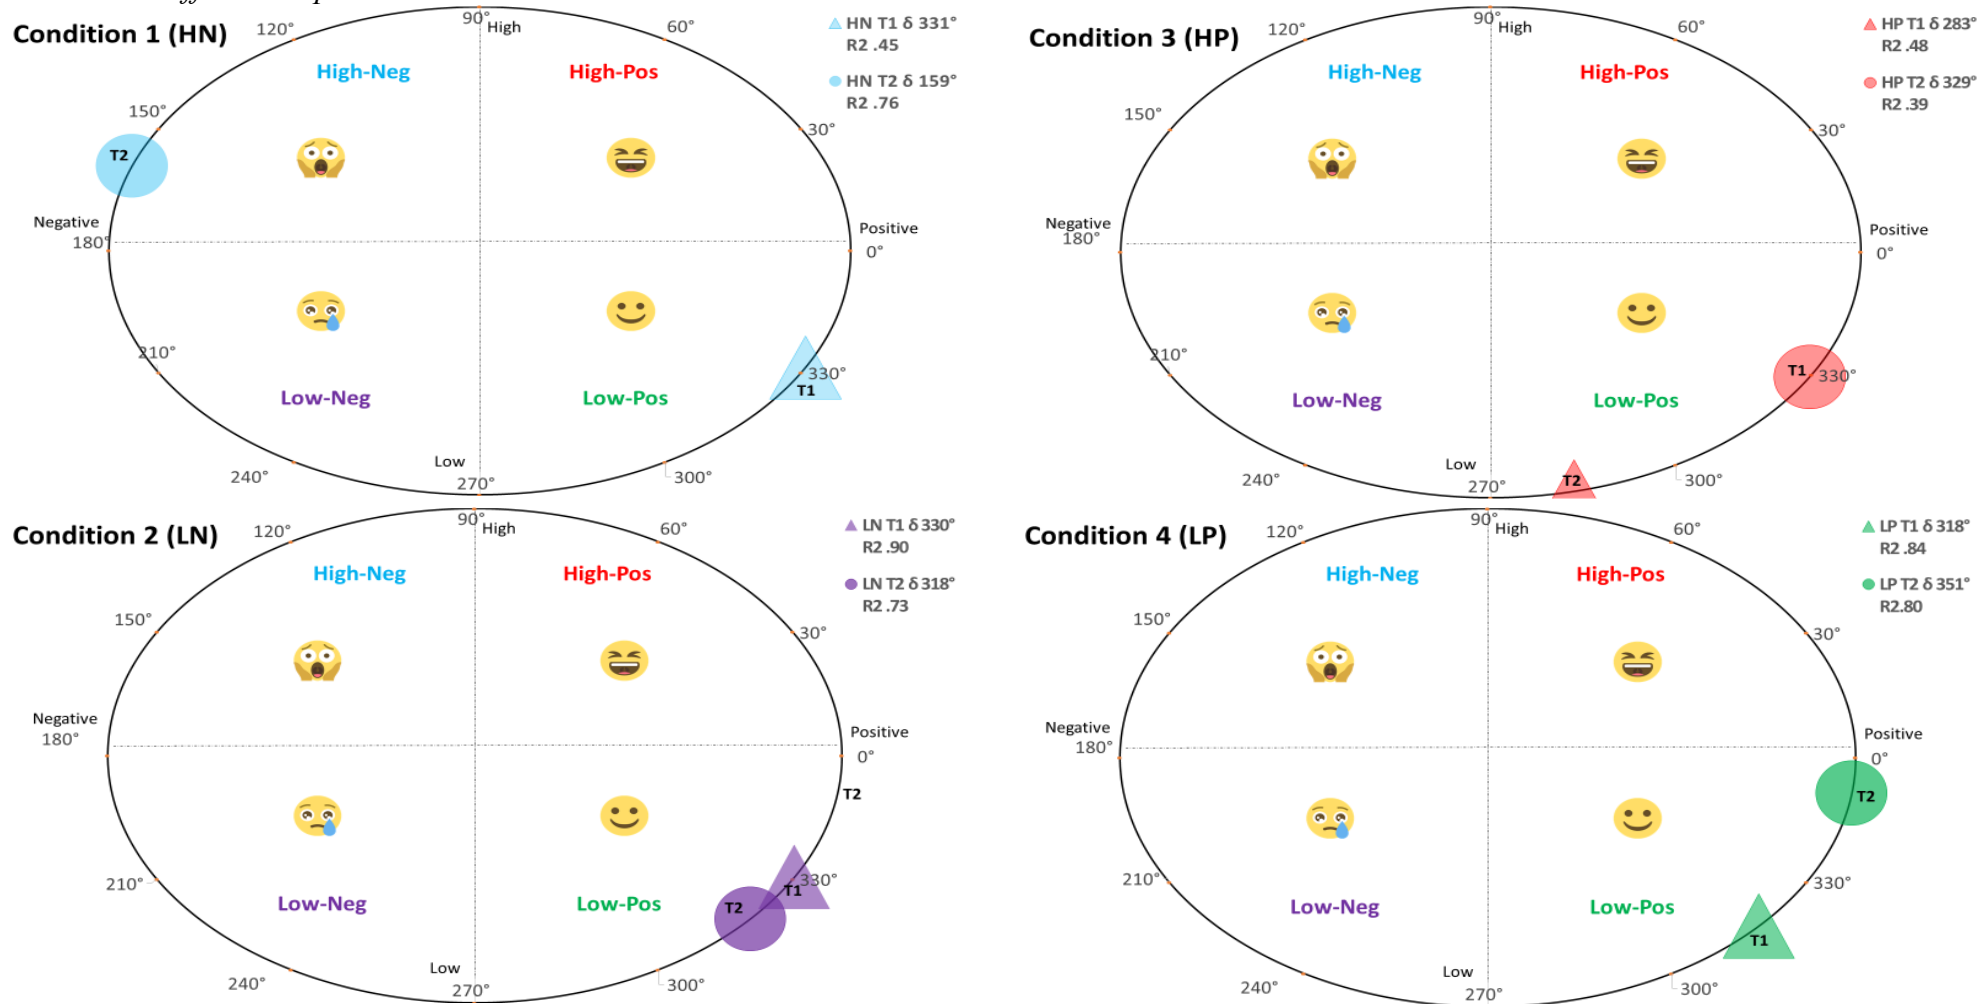 Condition 1 (HN)
90°
High
120°
60°
HN T1 δ 331°
R2 .45
HN T2 δ 159°
R2 .76
High-Neg
High-Pos
150°
30°
T2
Negative
180°
Positive
0°
210°
330°
T1
Low-Neg
Low-Pos
Low
240°
270°
300°
Condition 3 (HP)
90°
High
120°
60°
HP T1 δ 283°
R2 .48
HP T2 δ 329°
R2 .39
High-Neg
High-Pos
150°
30°
Negative
180°
Positive
0°
210°
T1
330°
Low-Neg
Low-Pos
Low
240°
270°
T2
300°
Condition 2 (LN)
90°
High
120°
60°
LN T1 δ 330°
R2 .90
LN T2 δ 318°
R2 .73
High-Neg
High-Pos
150°
30°
Negative
180°
Positive
0°
T2
210°
330°
T1
T2
Low-Neg
Low-Pos
Low
240°
270°
300°
Condition 4 (LP)
90°
High
120°
60°
LP T1 δ 318°
R2 .84
LP T2 δ 351°
R2.80
High-Neg
High-Pos
150°
30°
Negative
180°
Positive
0°
T2
210°
330°
Low-Neg
Low-Pos
T1
Low
240°
270°
300°